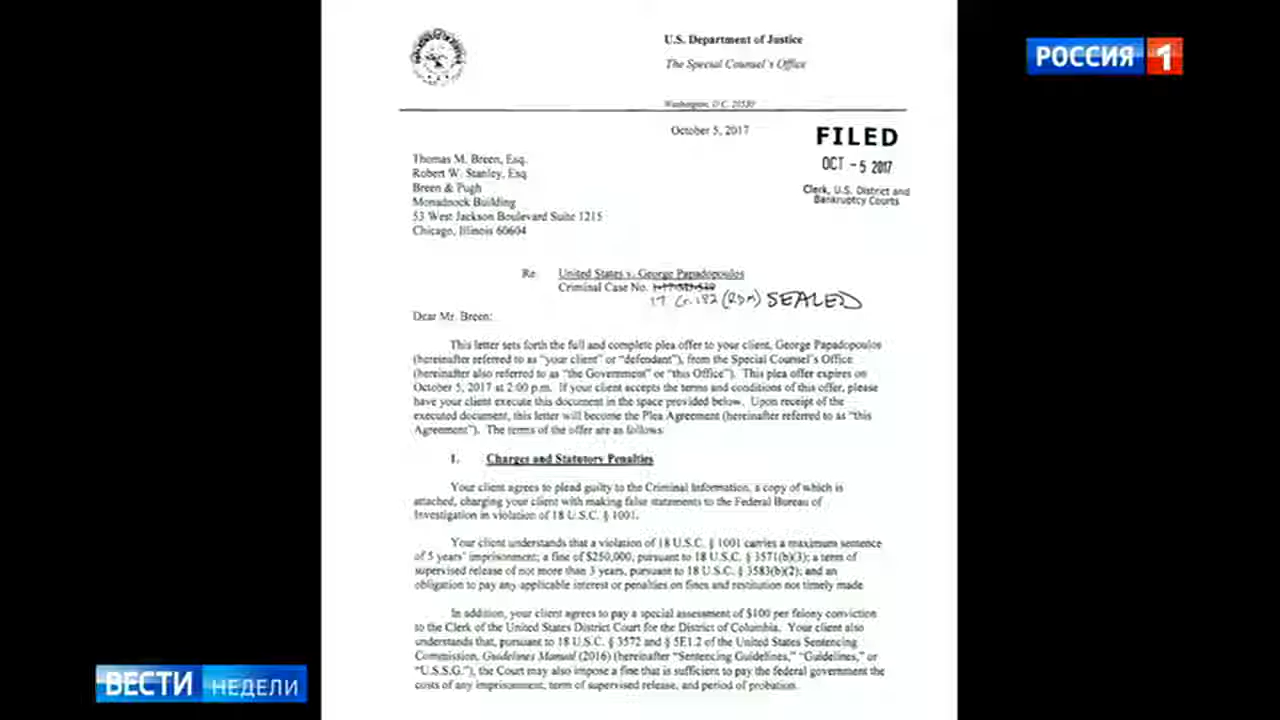 U.S. Department of Justice
The Special Counsel's Office
Washington, D.C. 20530
October 5, 2017
FILED
OCT - 5 2017
Clerk, U.S. District and
Bankruptcy Courts
Thomas M. Breen, Esq.
Robert W. Stanley, Esq
Breen & Pugh
Monadnock Building
53 West Jackson Boulevard Suite 1215
Chicago, Illinois 60604
Re United States v. George Papadopoulos
Criminal Case No.
17 Cr. 182 (RDM) SEALED
Dear Mr. Breen:
This letter sets forth the full and complete plea offer to your client, George Papadopoulos
(hereinafter referred to as "your client" or "defendant"), from the Special Counsel's Office
(hereinafter also referred to as "the Government" or "this Office"). This plea offer expires on
October 5, 2017 at 2:00 p.m. If your client accepts the terms and conditions of this offer, please
have your client execute this document in the space provided below. Upon receipt of the
executed document, this letter will become the Plea Agreement (hereinafter referred to as "this
Agreement"). The terms of the offer are as follows:
1. Charges and Statutory Penalties
Your client agrees to plead guilty to the Criminal Information, a copy of which is
attached, charging your client with making false statements to the Federal Bureau of
Investigation in violation of 18 U.S.C. § 1001.
Your client understands that a violation of 18 U.S.C. § 1001 carries a maximum sentence
of 5 years' imprisonment; a fine of $250,000, pursuant to 18 U.S.C. § 3571(b)(3); a term of
supervised release of not more than 3 years, pursuant to 18 U.S.C. § 3583(b)(2); and an
obligation to pay any applicable interest or penalties on fines and restitution not timely made
In addition, your client agrees to pay a special assessment of $100 per felony conviction
to the Clerk of the United States District Court for the District of Columbia. Your client also
understands that, pursuant to 18 U.S.C. § 3572 and § 5E1.2 of the United States Sentencing
Commission, Guidelines Manual (2016) (hereinafter "Sentencing Guidelines," "Guidelines," or
"U.S.S.G."), the Court may also impose a fine that is sufficient to pay the federal government the
costs of any imprisonment, term of supervised release, and period of probation.
РОССИЯ 1
ВЕСТИ НЕДЕЛИ